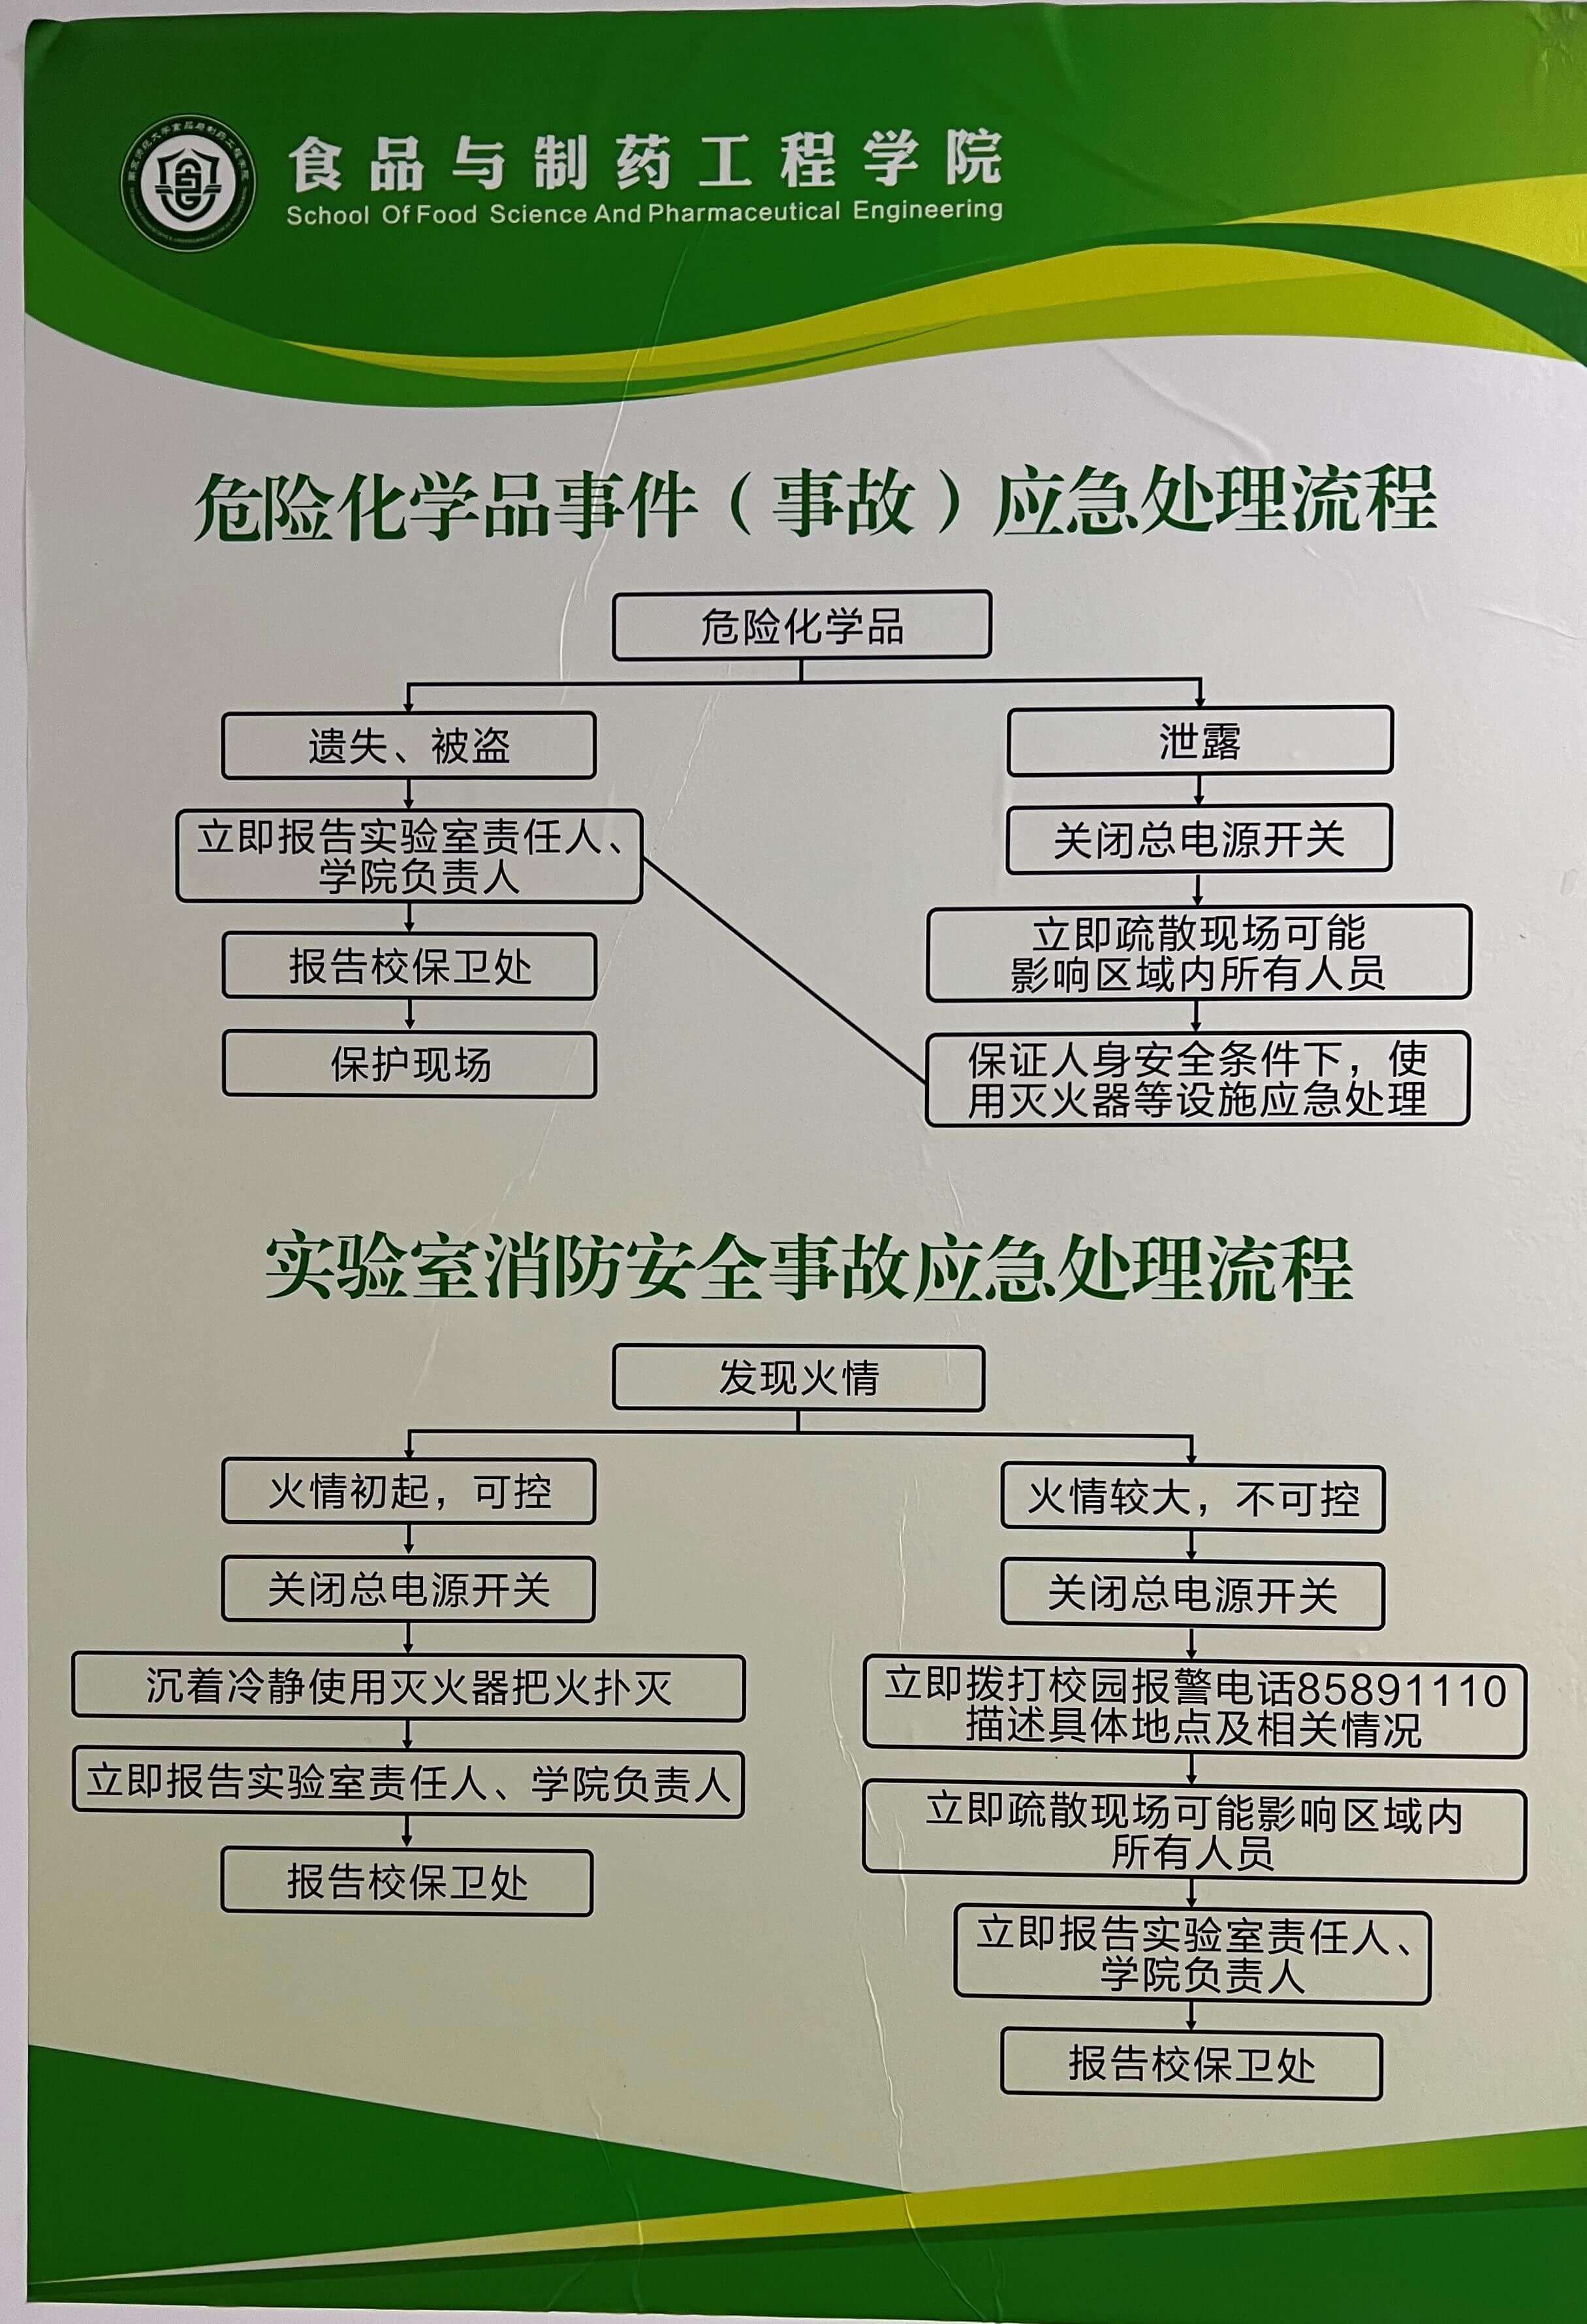 食品与制药工程学院
School Of Food Science And Pharmaceutical Engineering
危险化学品事件（事故）应急处理流程
危险化学品
遗失、被盗
立即报告实验室责任人、
学院负责人
报告校保卫处
保护现场
泄露
关闭总电源开关
立即疏散现场可能
影响区域内所有人员
保证人身安全条件下，使
用灭火器等设施应急处理
实验室消防安全事故应急处理流程
发现火情
火情初起，可控
关闭总电源开关
沉着冷静使用灭火器把火扑灭
立即报告实验室责任人、学院负责人
报告校保卫处
火情较大，不可控
关闭总电源开关
立即拨打校园报警电话85891110
描述具体地点及相关情况
立即疏散现场可能影响区域内
所有人员
立即报告实验室责任人、
学院负责人
报告校保卫处